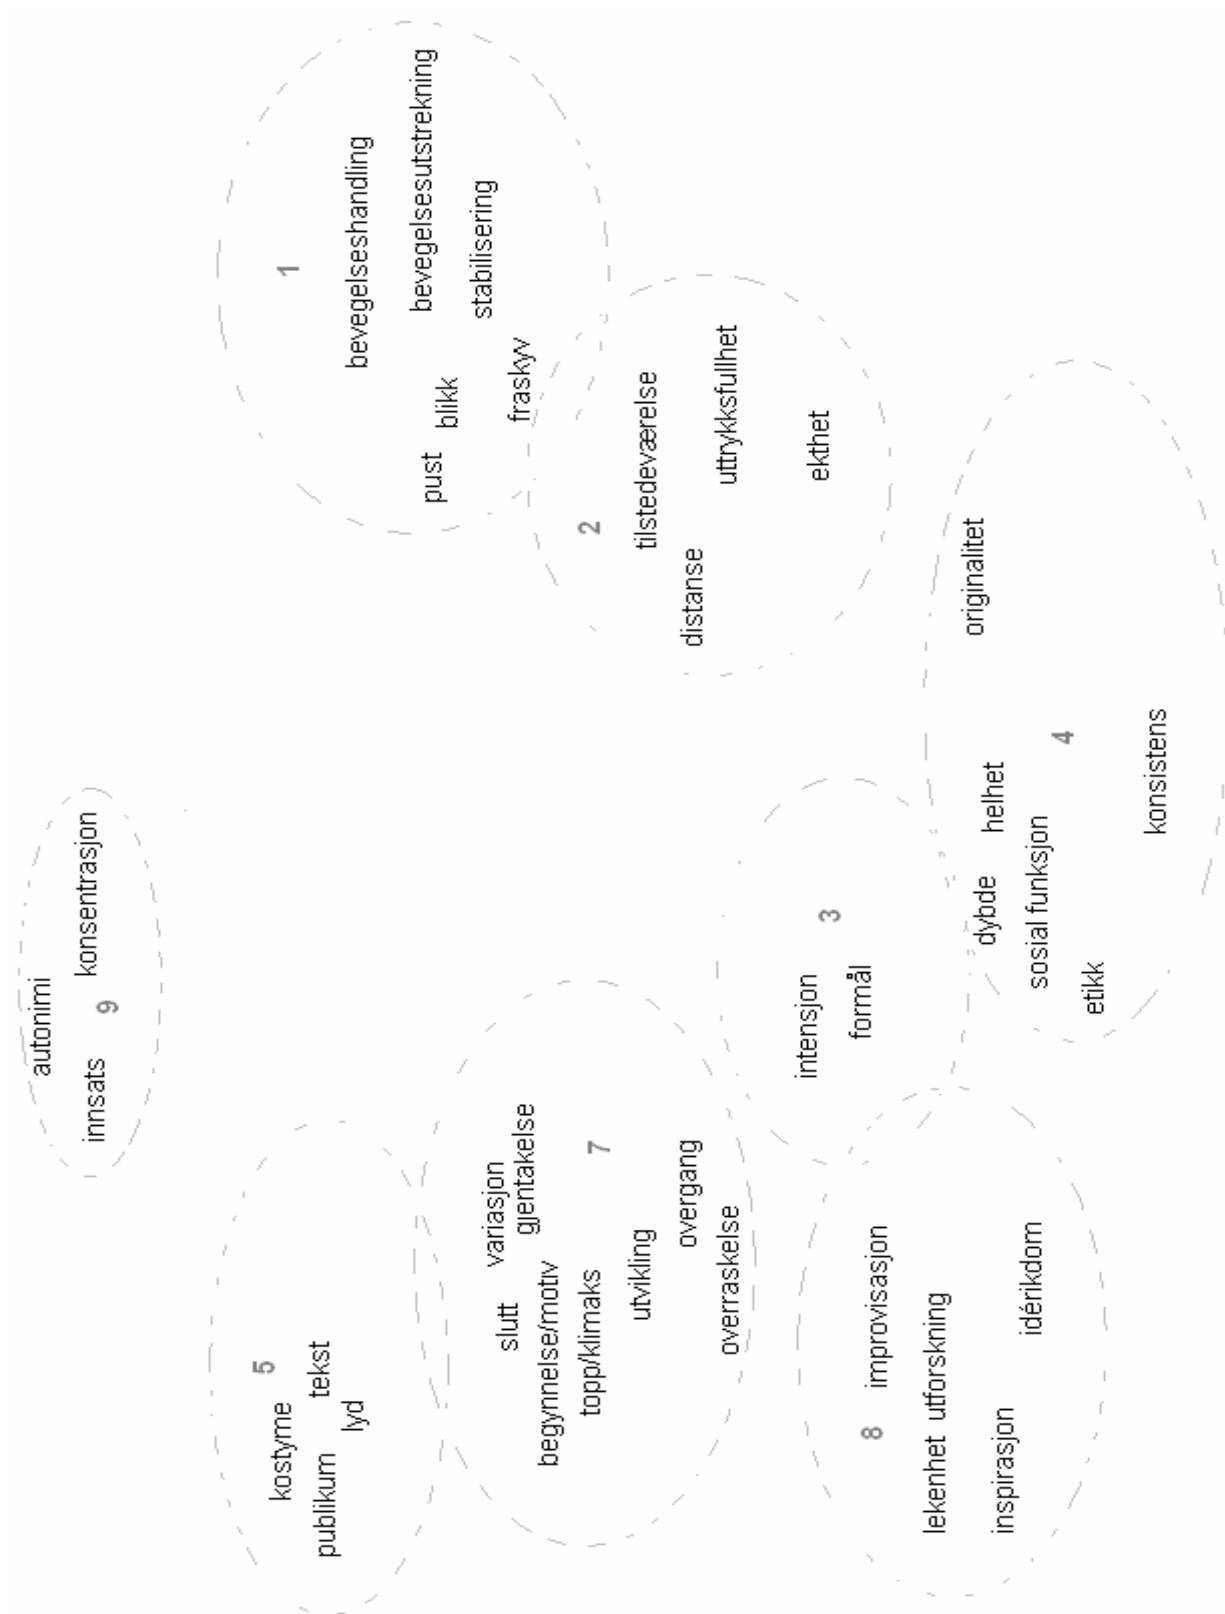 1
bevegelseshandling
bevegelsesutstrekning
stabilisering
pust
blikk
fraskyv
2
tilstedeværelse
uttrykksfullhet
ekthet
distanse
originalitet
4
helhet
dybde
sosial funksjon
etikk
konsistens
3
intensjon
formål
autonimi
konsentrasjon
innsats
9
5
kostyme
tekst
publikum
lyd
variasjon
gjentakelse
slutt
7
begynnelse/motiv
topp/klimaks
utvikling
overgang
overraskelse
8
improvisasjon
lekenhet utforskning
idérikdom
inspirasjon